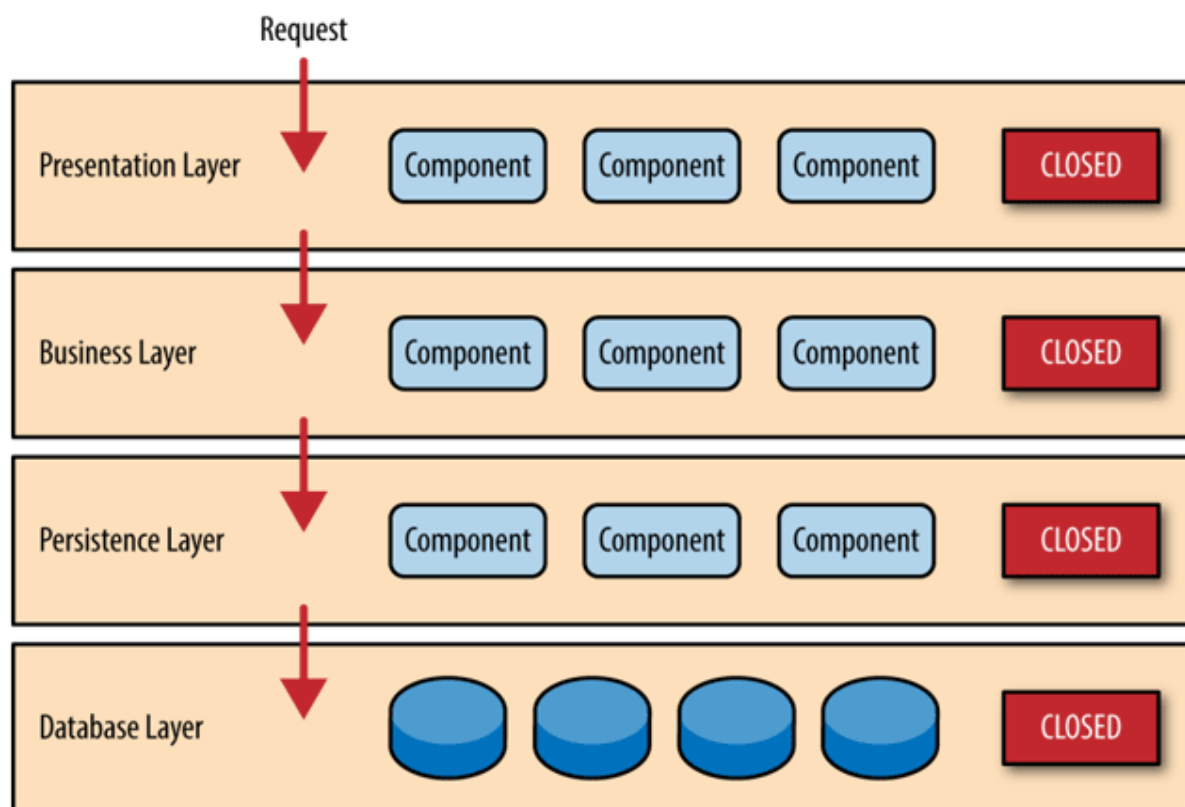 Request
Presentation Layer Component Component Component CLOSED
Business Layer Component Component Component CLOSED
Persistence Layer Component Component Component CLOSED
Database Layer CLOSED